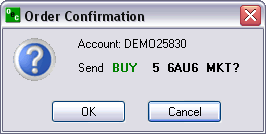 Order Confirmation
Account: DEMO25830
Send BUY 5 6AU6 MKT?
OK
Cancel